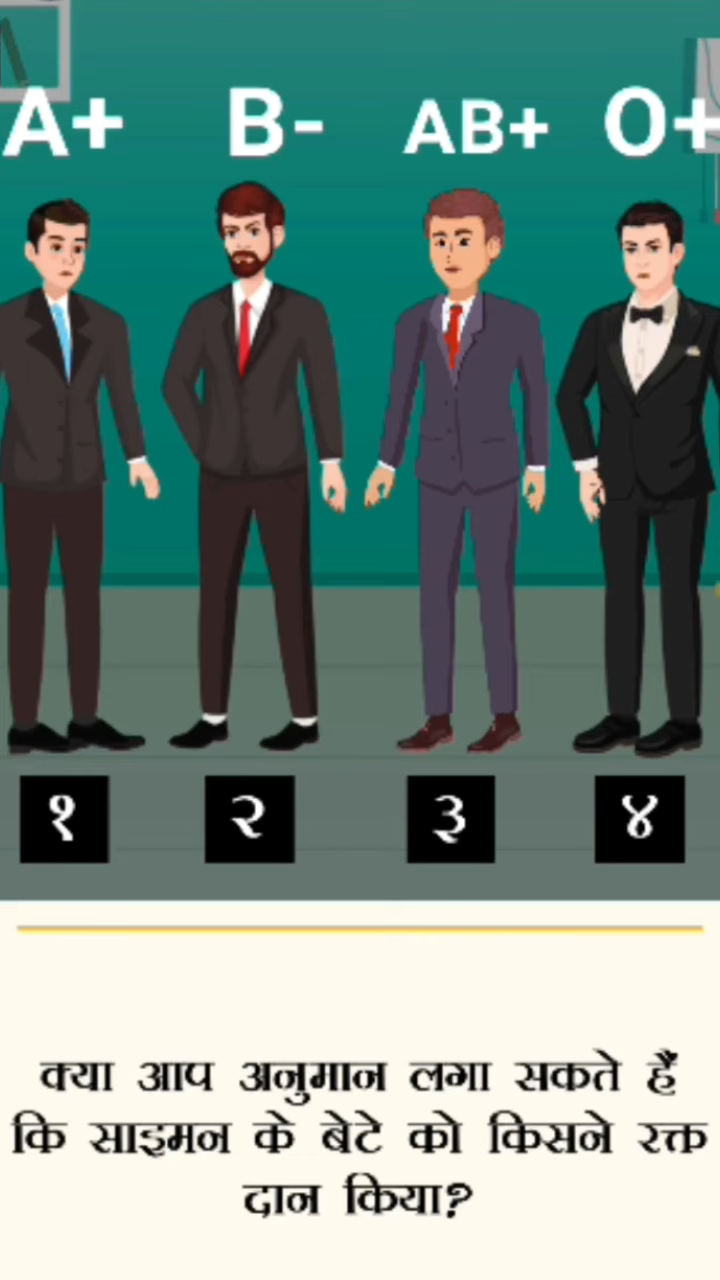 A+ B- AB+ O+
१ २ ३ ४
क्या आप अनुमान लगा सकते हैं
कि साइमन के बेटे को किसने रक्त
दान किया?